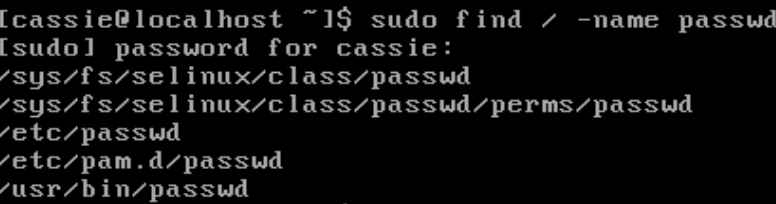 [cassie@localhost ~]$ sudo find / -name passwd
[sudo] password for cassie:
/sys/fs/selinux/class/passwd
/sys/fs/selinux/class/passwd/perms/passwd
/etc/passwd
/etc/pam.d/passwd
/usr/bin/passwd